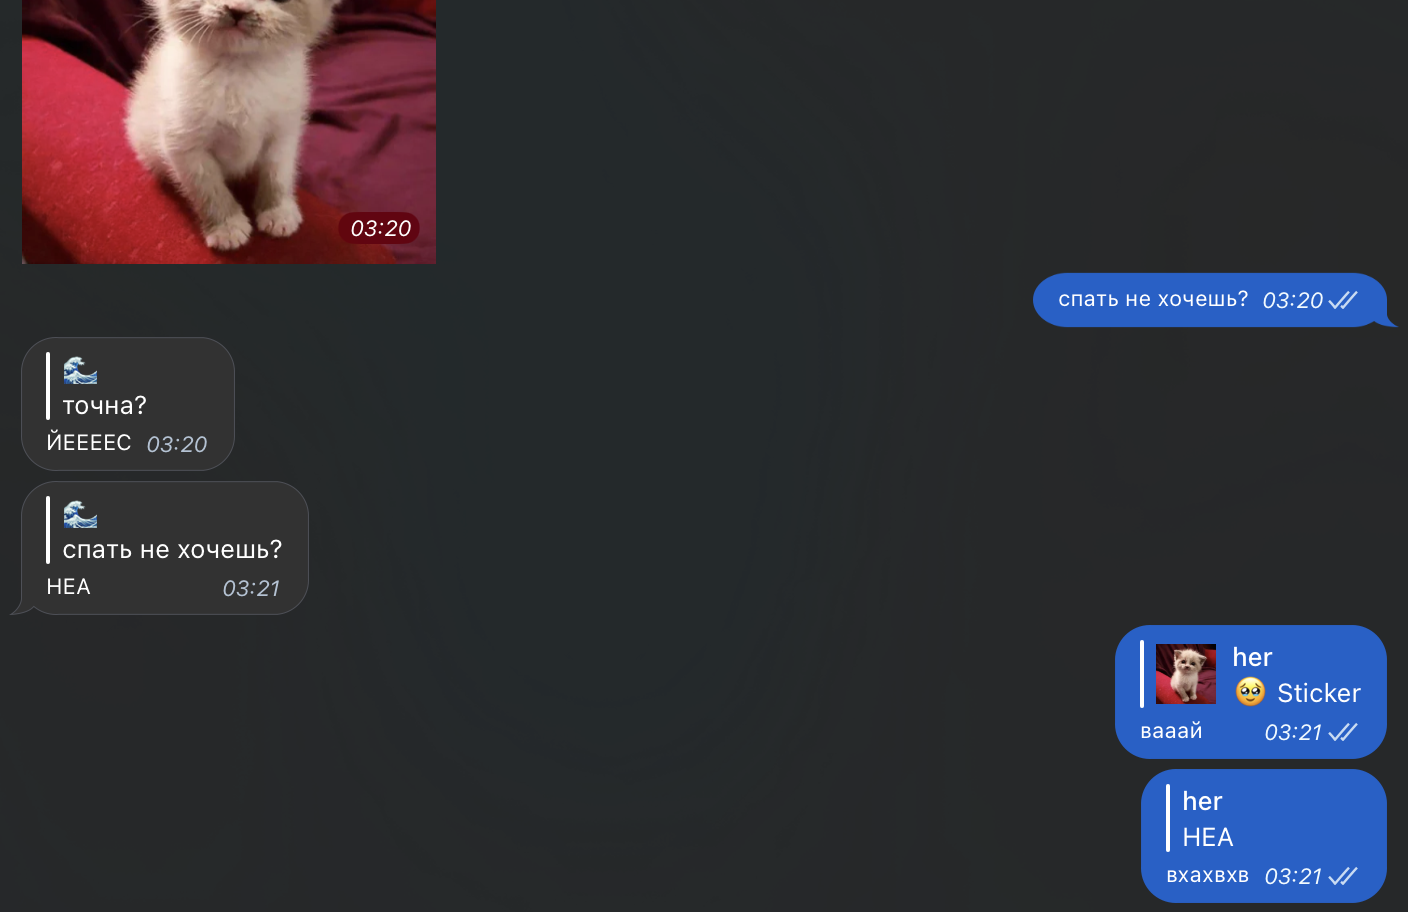 03:20
спать не хочешь? 03:20
🌊
точна?
ЙЕЕЕЕС 03:20
🌊
спать не хочешь?
НЕА 03:21
her
🥹 Sticker
вааай 03:21
her
НЕА
вхахвхв 03:21